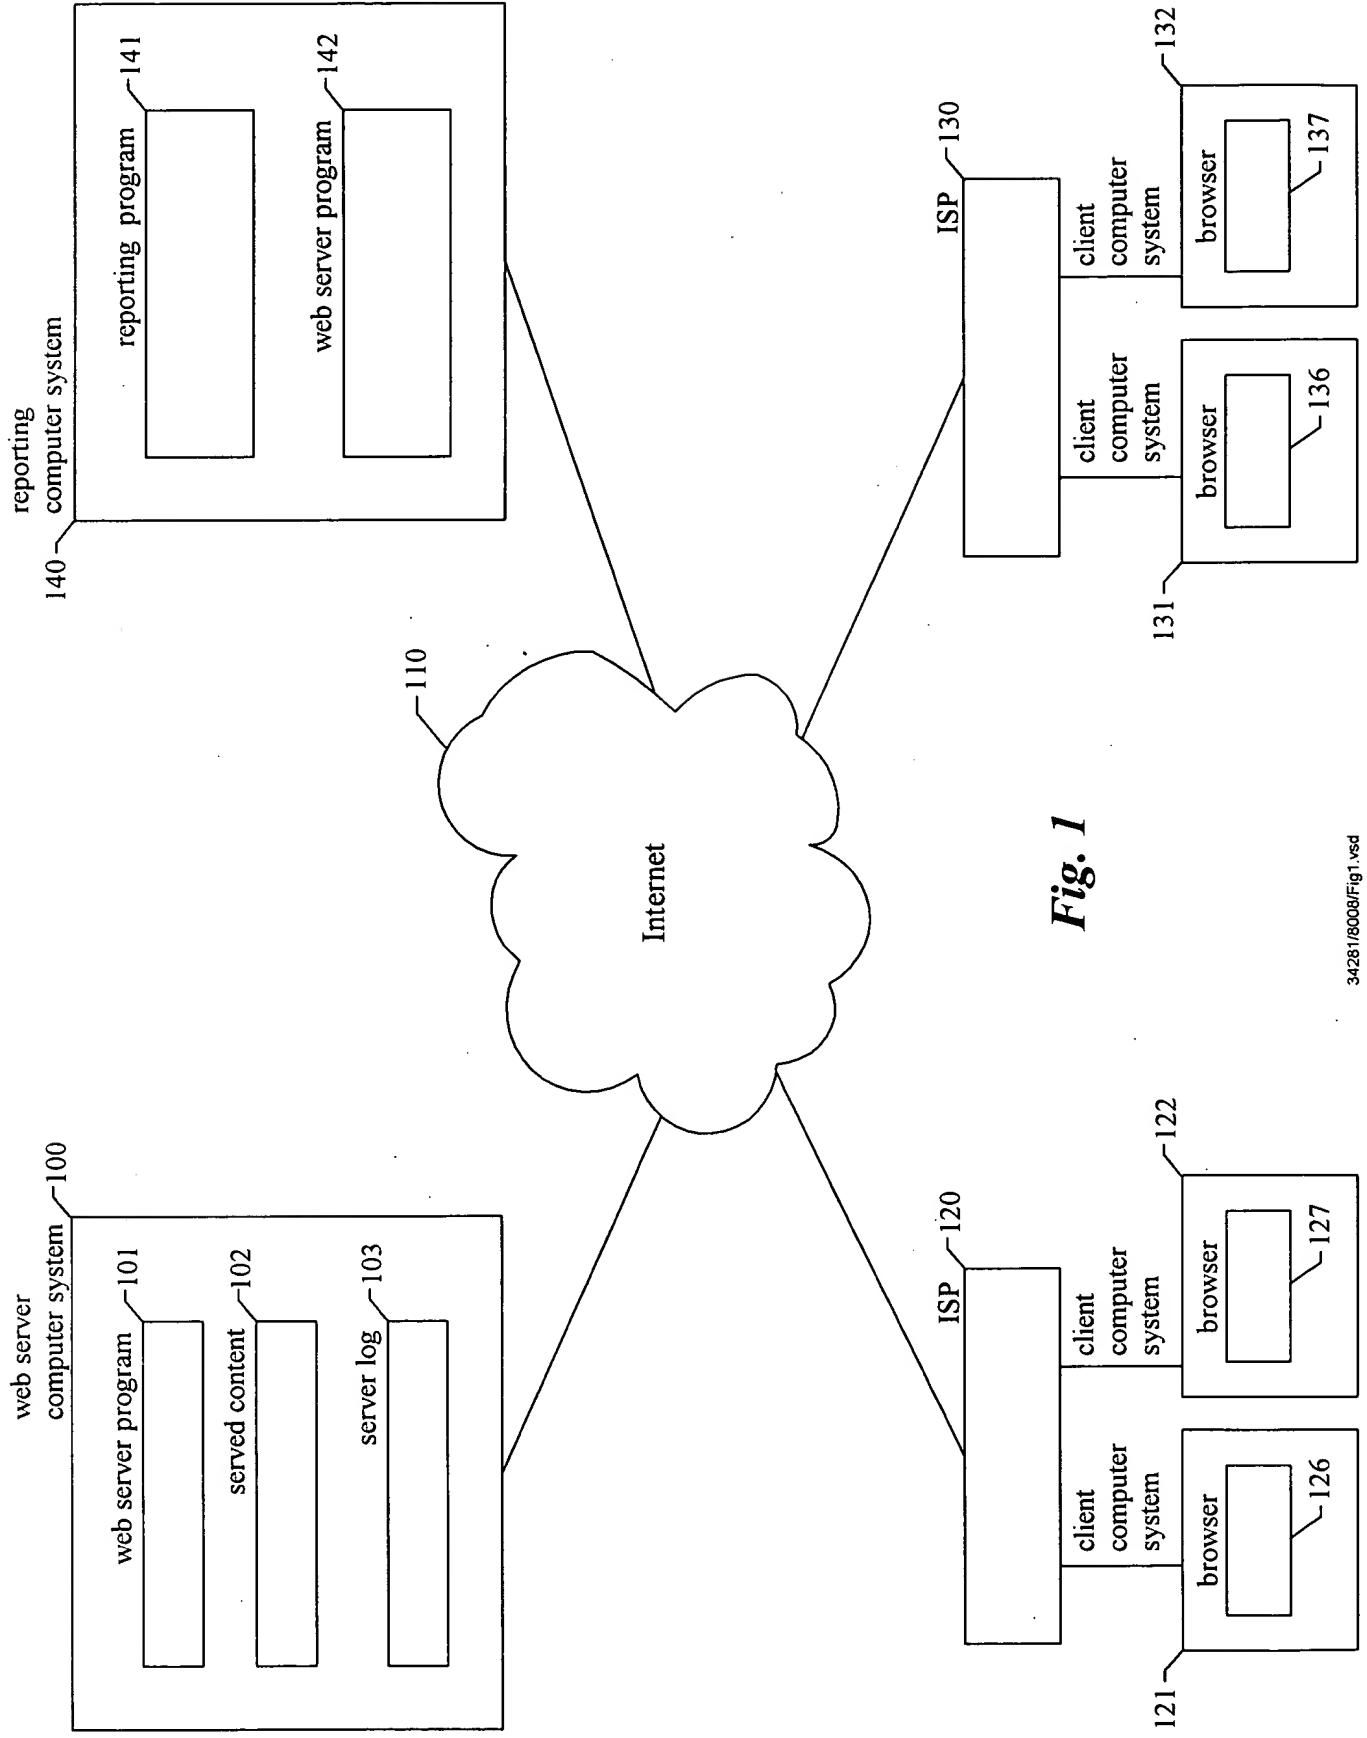 web server
computer system
100
web server program
101
served content
102
server log
103
reporting
computer system
140
reporting program
141
web server program
142
110
Internet
ISP
120
client
computer
system
client
computer
system
121
browser
126
122
browser
127
ISP
130
client
computer
system
client
computer
system
131
browser
136
132
browser
137
Fig. 1
34281/8008/Fig1.vsd